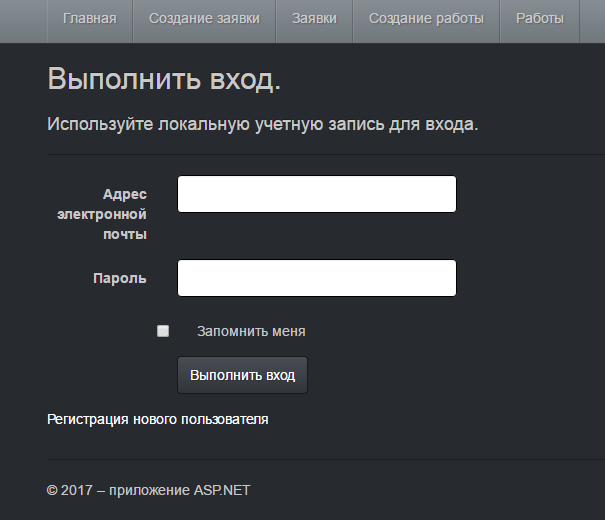 Главная Создание заявки Заявки Создание работы Работы
Выполнить вход.
Используйте локальную учетную запись для входа.
Адрес
электронной
почты
Пароль
Запомнить меня
Выполнить вход
Регистрация нового пользователя
© 2017 – приложение ASP.NET